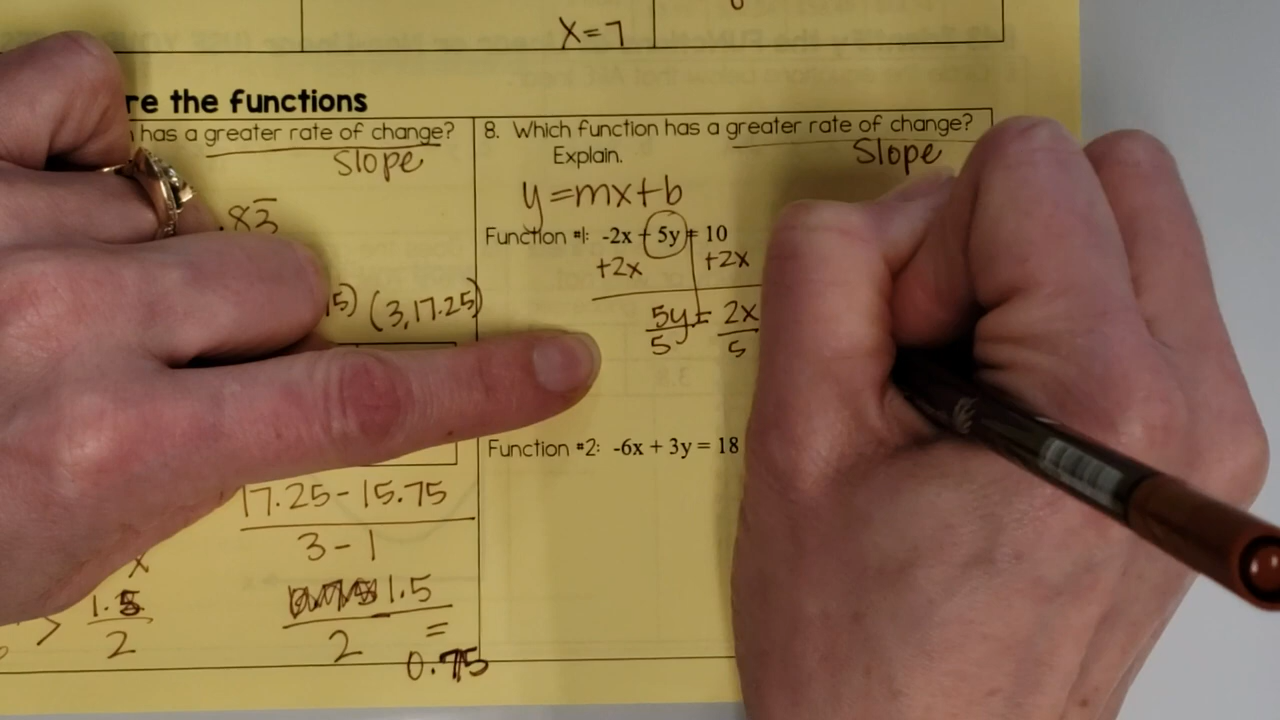 X=7
re the functions
has a greater rate of change?
Slope
.83̅
15) (3,17.25)
17.25-15.75
3-1
1.5
2
=
0.75
>
1.5
2
8. Which function has a greater rate of change?
Explain.
Slope
y=mx+b
Function #1: -2x + 5y = 10
+2x +2x
5y = 2x
5 5
Function #2: -6x + 3y = 18